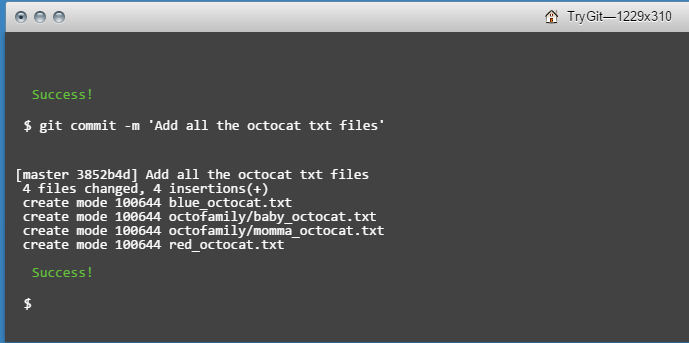 TryGit—1229x310
Success!
$ git commit -m 'Add all the octocat txt files'
[master 3852b4d] Add all the octocat txt files
4 files changed, 4 insertions(+)
create mode 100644 blue_octocat.txt
create mode 100644 octofamily/baby_octocat.txt
create mode 100644 octofamily/momma_octocat.txt
create mode 100644 red_octocat.txt
Success!
$